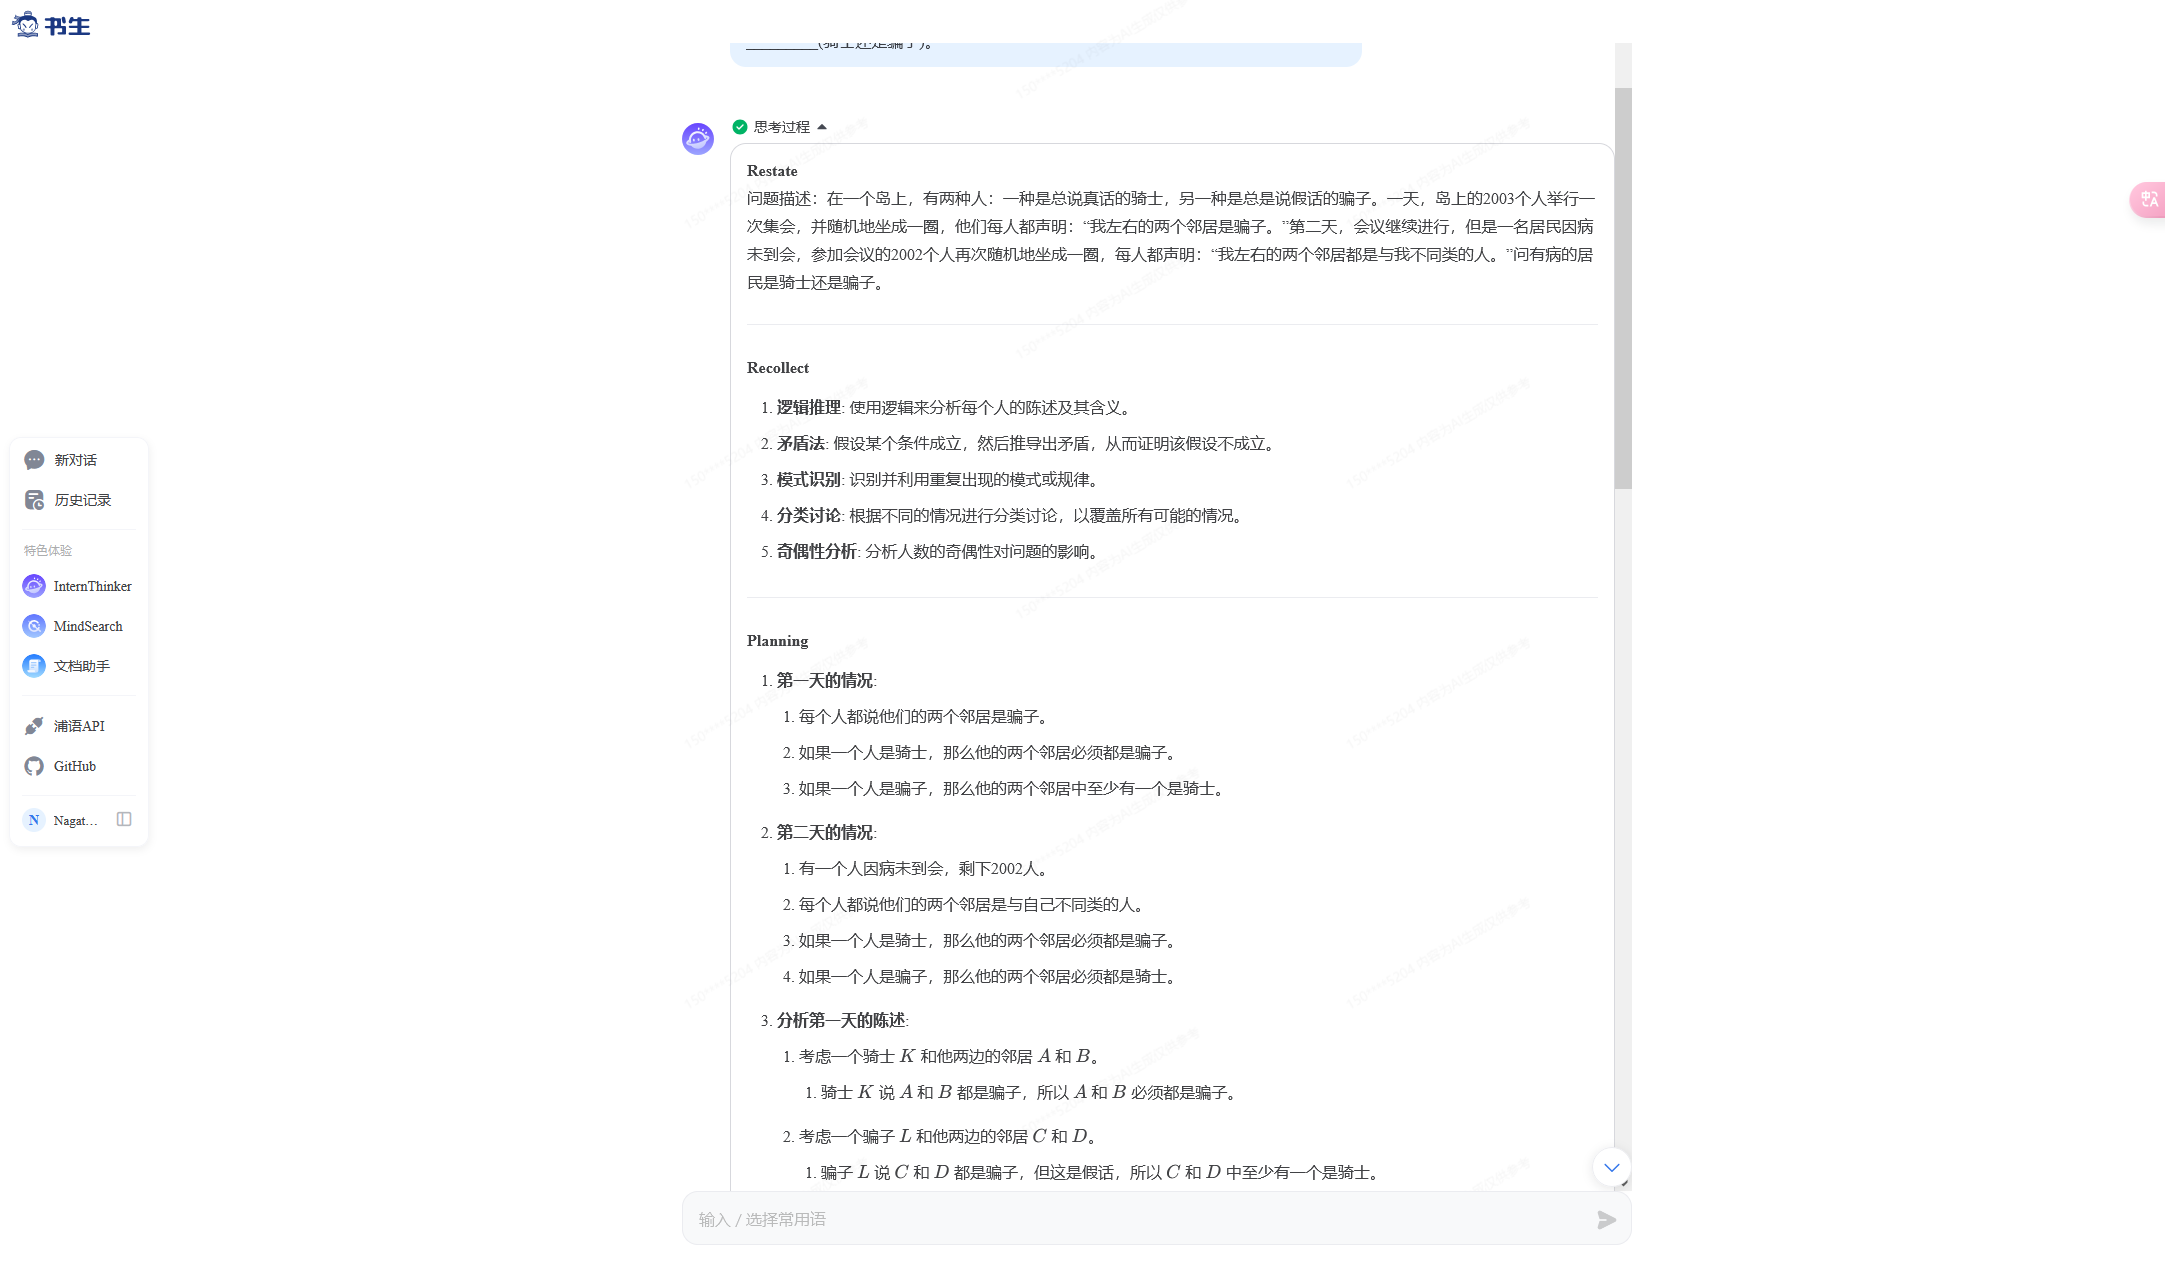 书生
_________(骑士还是骗子)。
思考过程
Restate
问题描述：在一个岛上，有两种人：一种是总说真话的骑士，另一种是总是说假话的骗子。一天，岛上的2003个人举行一
次集会，并随机地坐成一圈，他们每人都声明：“我左右的两个邻居是骗子。”第二天，会议继续进行，但是一名居民因病
未到会，参加会议的2002个人再次随机地坐成一圈，每人都声明：“我左右的两个邻居都是与我不同类的人。”问有病的居
民是骑士还是骗子。
Recollect
1. 逻辑推理: 使用逻辑来分析每个人的陈述及其含义。
2. 矛盾法: 假设某个条件成立，然后推导出矛盾，从而证明该假设不成立。
3. 模式识别: 识别并利用重复出现的模式或规律。
4. 分类讨论: 根据不同的情况进行分类讨论，以覆盖所有可能的情况。
5. 奇偶性分析: 分析人数的奇偶性对问题的影响。
Planning
1. 第一天的情况:
1. 每个人都说他们的两个邻居是骗子。
2. 如果一个人是骑士，那么他的两个邻居必须都是骗子。
3. 如果一个人是骗子，那么他的两个邻居中至少有一个是骑士。
2. 第二天的情况:
1. 有一个人因病未到会，剩下2002人。
2. 每个人都说他们的两个邻居是与自己不同类的人。
3. 如果一个人是骑士，那么他的两个邻居必须都是骗子。
4. 如果一个人是骗子，那么他的两个邻居必须都是骑士。
3. 分析第一天的陈述:
1. 考虑一个骑士 K 和他两边的邻居 A 和 B。
1. 骑士 K 说 A 和 B 都是骗子，所以 A 和 B 必须都是骗子。
2. 考虑一个骗子 L 和他两边的邻居 C 和 D。
1. 骗子 L 说 C 和 D 都是骗子，但这是假话，所以 C 和 D 中至少有一个是骑士。
输入 / 选择常用语
新对话
历史记录
特色体验
InternThinker
MindSearch
文档助手
浦语API
GitHub
N Nagat...
150****5204 内容为AI生成仅供参考